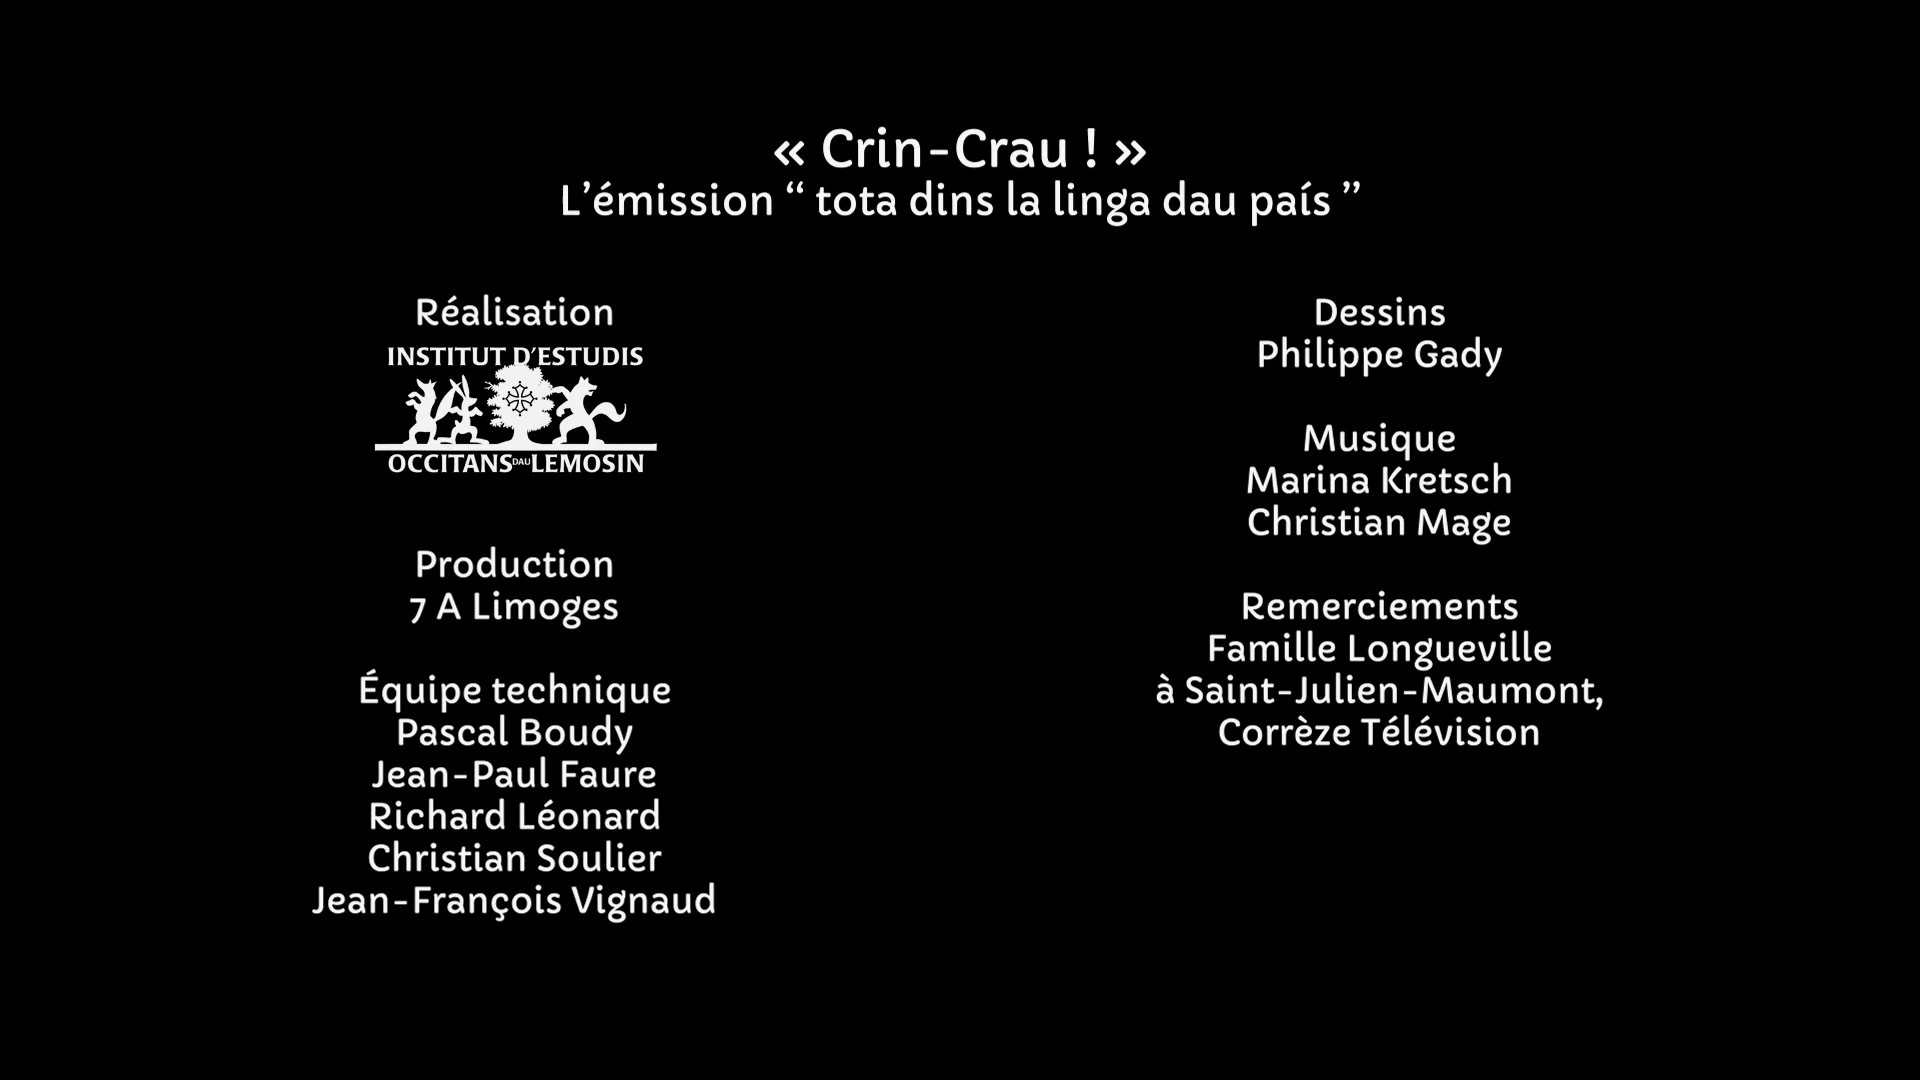 « Crin-Crau ! »
L’émission “ tota dins la linga dau país ”
Réalisation
INSTITUT D’ESTUDIS
OCCITANS DAU LEMOSIN
Production
7 A Limoges
Équipe technique
Pascal Boudy
Jean-Paul Faure
Richard Léonard
Christian Soulier
Jean-François Vignaud
Dessins
Philippe Gady
Musique
Marina Kretsch
Christian Mage
Remerciements
Famille Longueville
à Saint-Julien-Maumont,
Corrèze Télévision